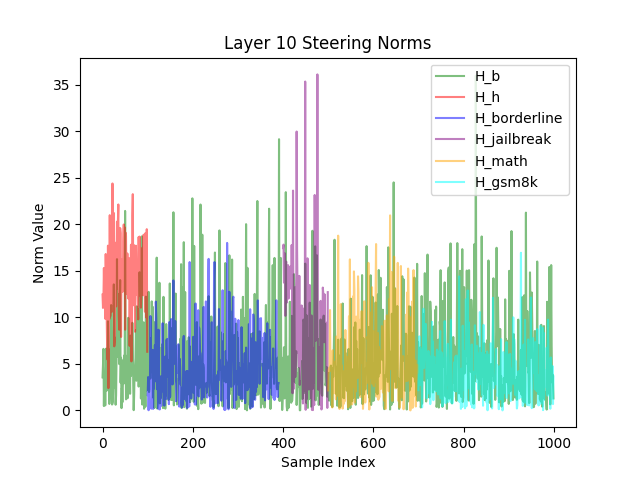 Layer 10 Steering Norms
Norm Value
35
30
25
20
15
10
5
0
H_b
H_h
H_borderline
H_jailbreak
H_math
H_gsm8k
0 200 400 600 800 1000
Sample Index